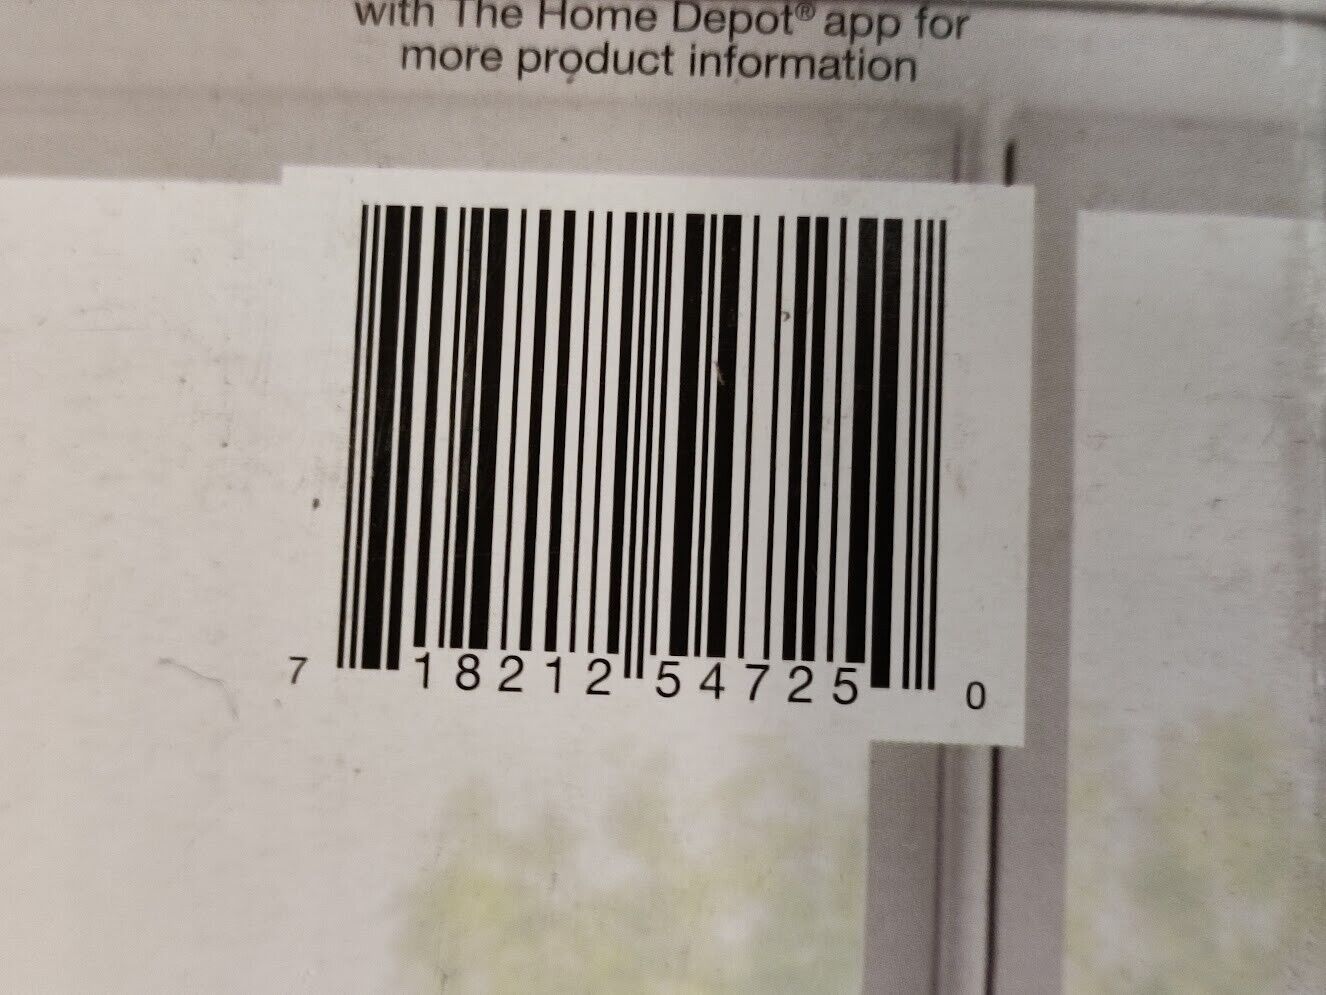 with The Home Depot® app for
more product information
7 18212 54725 0